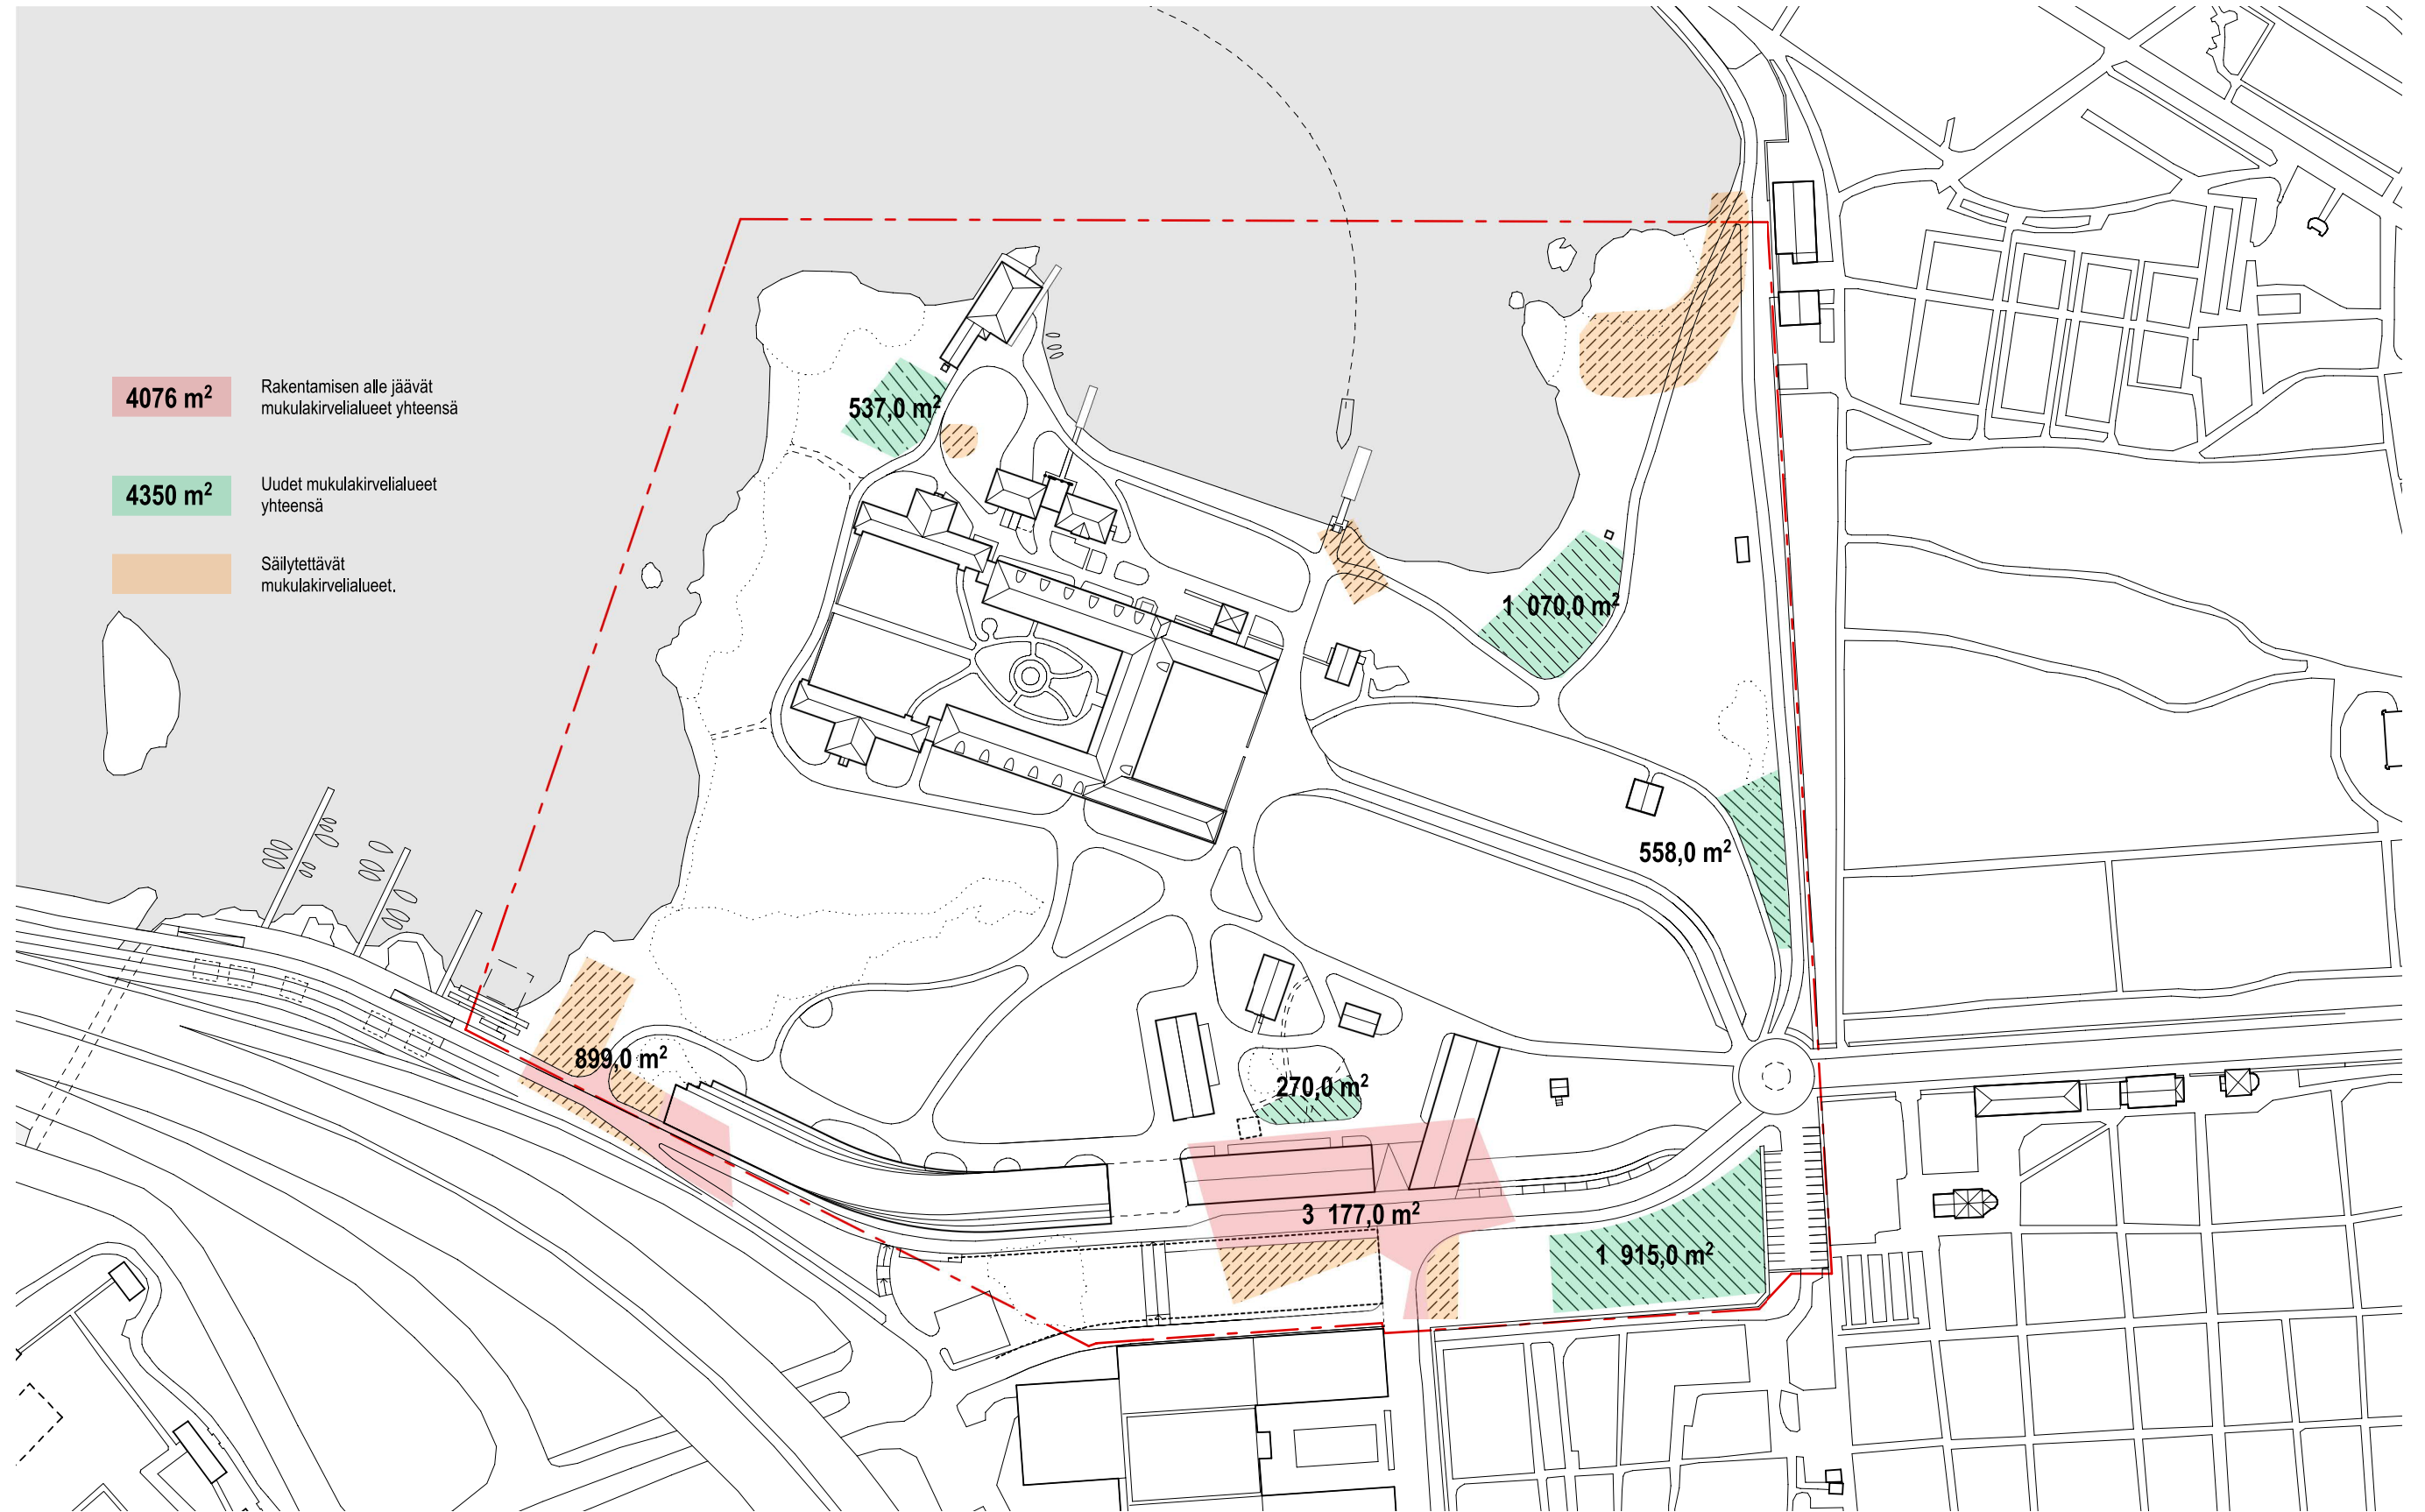 4076 m²
Rakentamisen alle jäävät
mukulakirvelialueet yhteensä
4350 m²
Uudet mukulakirvelialueet
yhteensä
Säilytettävät
mukulakirvelialueet.
537,0 m²
1 070,0 m²
558,0 m²
899,0 m²
270,0 m²
3 177,0 m²
1 915,0 m²